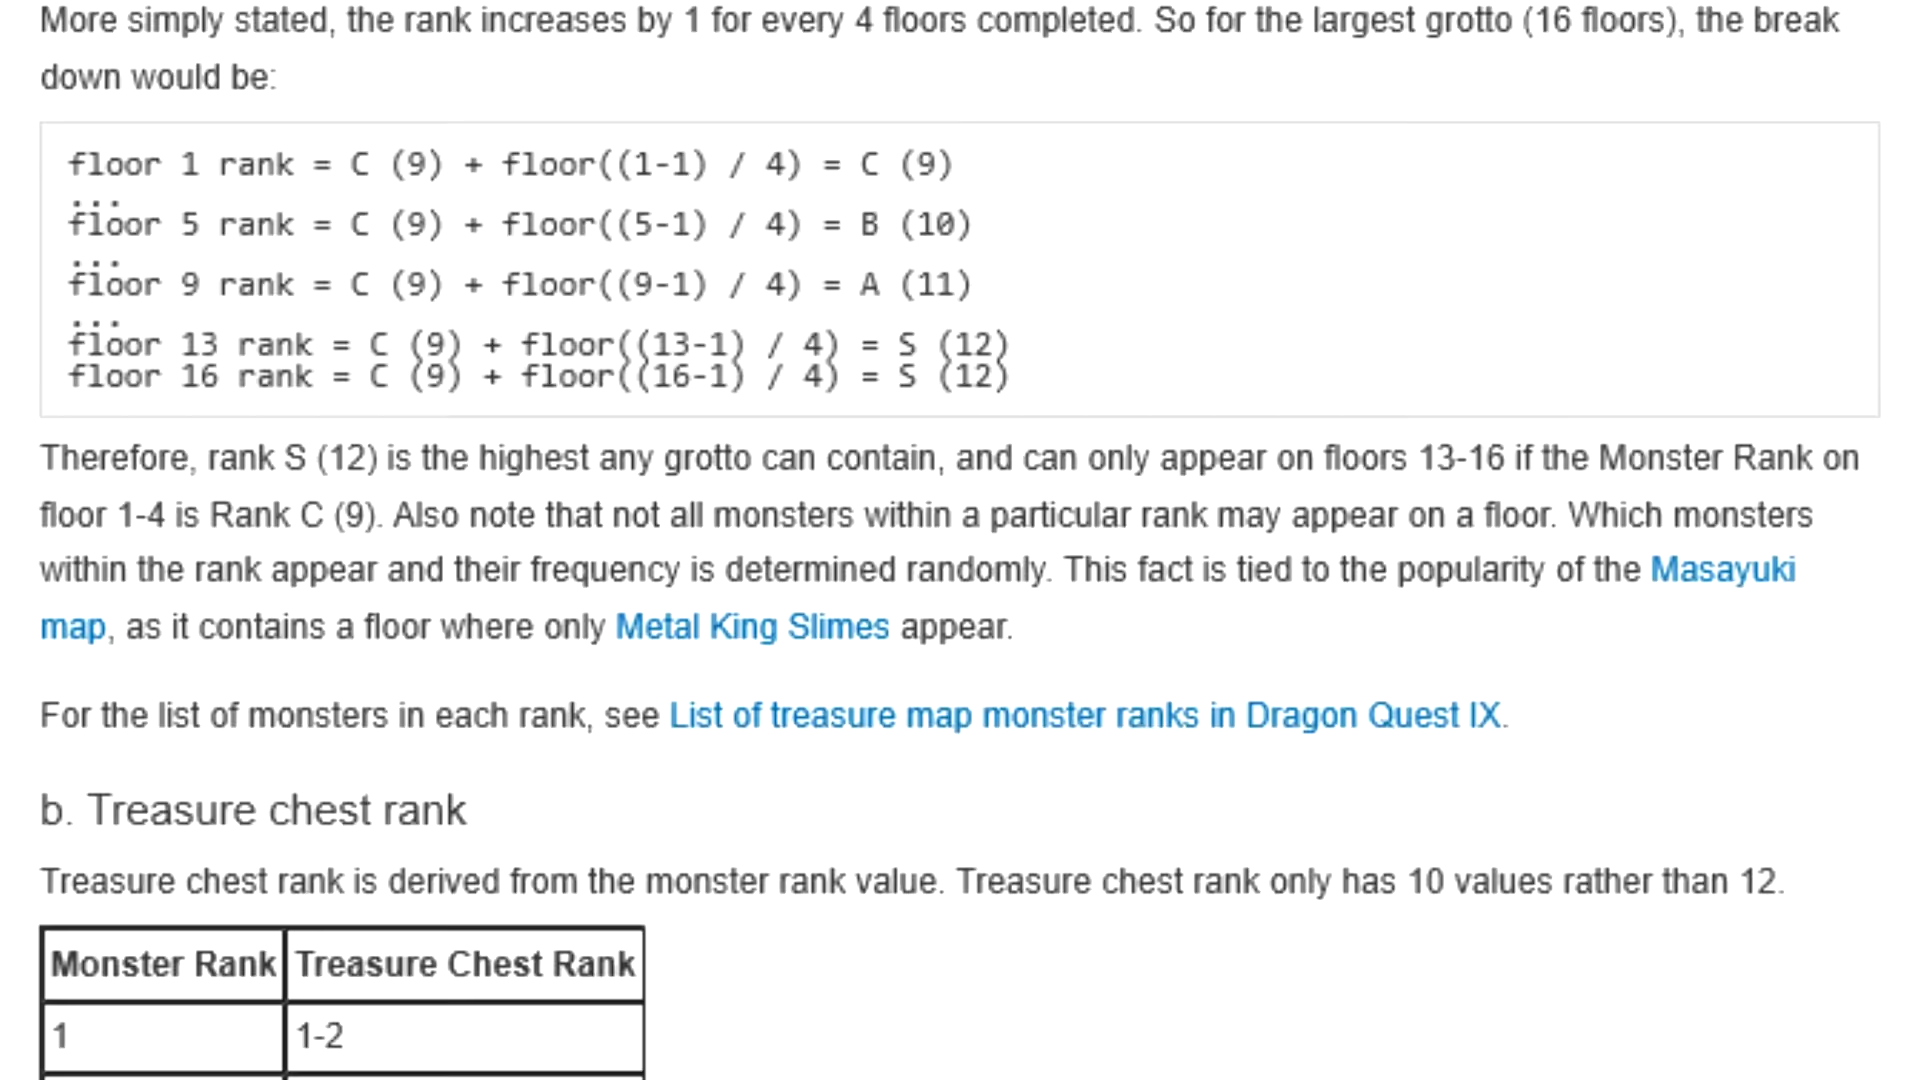 More simply stated, the rank increases by 1 for every 4 floors completed. So for the largest grotto (16 floors), the break
down would be:
floor 1 rank = C (9) + floor((1-1) / 4) = C (9)
...
floor 5 rank = C (9) + floor((5-1) / 4) = B (10)
...
floor 9 rank = C (9) + floor((9-1) / 4) = A (11)
...
floor 13 rank = C (9) + floor((13-1) / 4) = S (12)
floor 16 rank = C (9) + floor((16-1) / 4) = S (12)
Therefore, rank S (12) is the highest any grotto can contain, and can only appear on floors 13-16 if the Monster Rank on
floor 1-4 is Rank C (9). Also note that not all monsters within a particular rank may appear on a floor. Which monsters
within the rank appear and their frequency is determined randomly. This fact is tied to the popularity of the Masayuki
map, as it contains a floor where only Metal King Slimes appear.
For the list of monsters in each rank, see List of treasure map monster ranks in Dragon Quest IX.
b. Treasure chest rank
Treasure chest rank is derived from the monster rank value. Treasure chest rank only has 10 values rather than 12.
Monster Rank Treasure Chest Rank
1 1-2